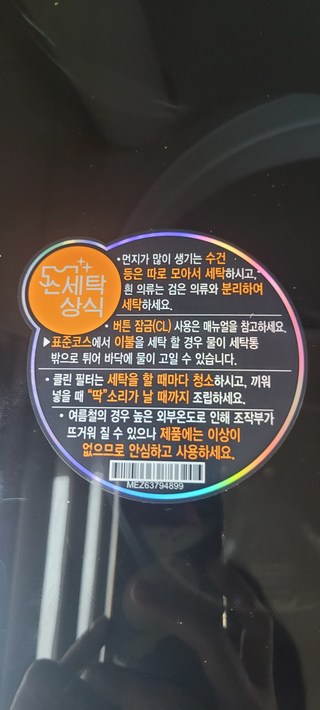 손세탁
상식
•먼지가 많이 생기는 수건
등은 따로 모아서 세탁하시고,
흰 의류는 검은 의류와 분리하여
세탁하세요.
•버튼 잠금(CL) 사용은 매뉴얼을 참고하세요.
▶표준코스에서 이불을 세탁 할 경우 물이 세탁통
밖으로 튀어 바닥에 물이 고일 수 있습니다.
•클린 필터는 세탁을 할 때마다 청소하시고, 끼워
넣을 때 "딱"소리가 날 때까지 조립하세요.
•여름철의 경우 높은 외부온도로 인해 조작부가
뜨거워 질 수 있으나 제품에는 이상이
없으므로 안심하고 사용하세요.
MEZ63794899